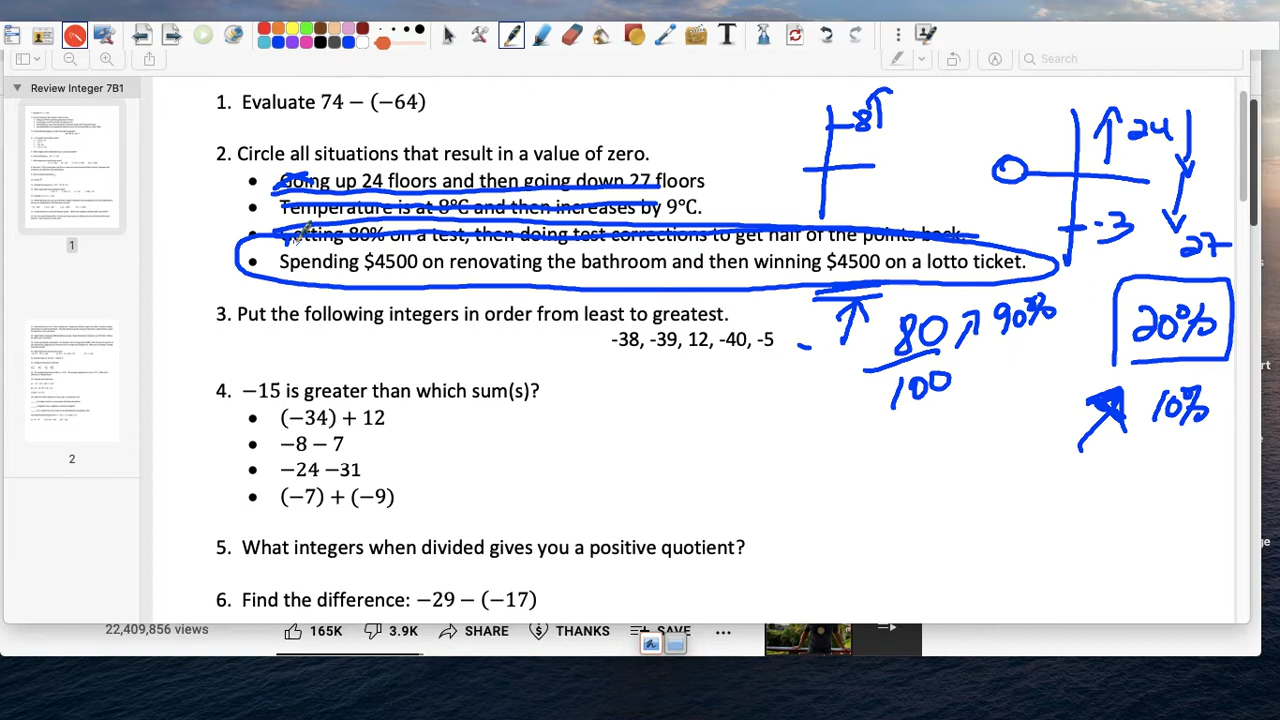 Search
Review Integer 7B1
1. Evaluate 74 − (−64)
2. Circle all situations that result in a value of zero.
• Going up 24 floors and then going down 27 floors
• Temperature is at 8°C and then increases by 9°C.
• Getting 80% on a test, then doing test corrections to get half of the points back.
• Spending $4500 on renovating the bathroom and then winning $4500 on a lotto ticket.
3. Put the following integers in order from least to greatest.
-38, -39, 12, -40, -5
4. −15 is greater than which sum(s)?
• (−34) + 12
• −8 − 7
• −24 −31
• (−7) + (−9)
5. What integers when divided gives you a positive quotient?
6. Find the difference: −29 − (−17)
8
24
-3
27
80
100
90%
20%
10%
1
2
22,409,856 views
165K
3.9K
SHARE
THANKS
SAVE